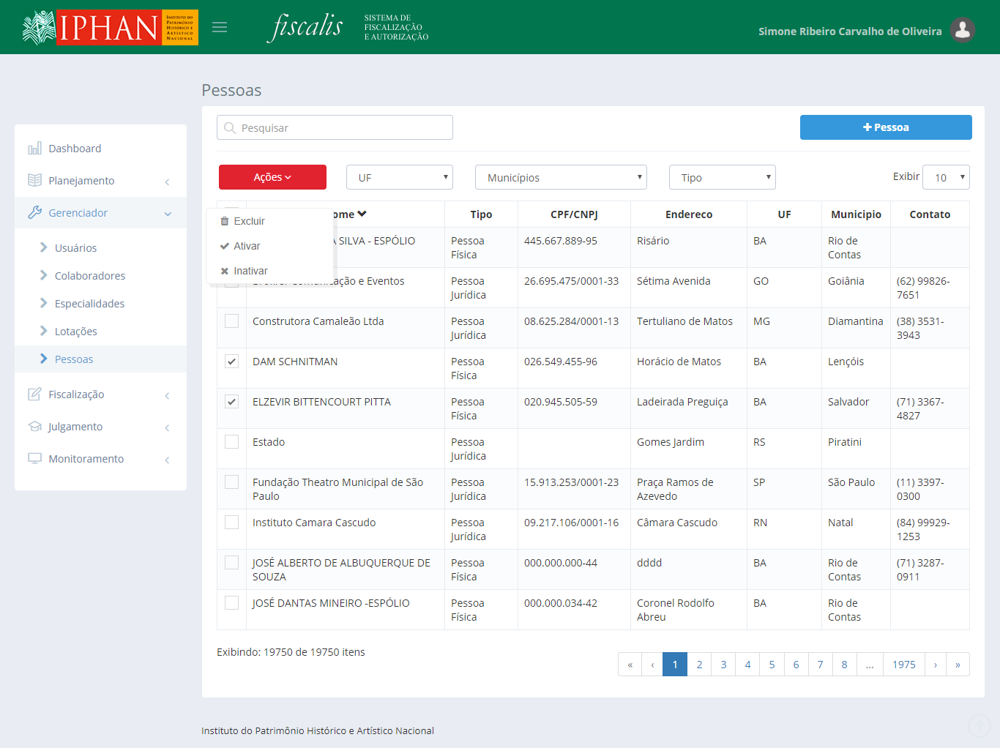 IPHAN
INSTITUTO DO
PATRIMÔNIO
HISTÓRICO E
ARTÍSTICO
NACIONAL
fiscalis
SISTEMA DE
FISCALIZAÇÃO
E AUTORIZAÇÃO
Simone Ribeiro Carvalho de Oliveira
Pessoas
Pesquisar
+ Pessoa
Dashboard
Planejamento
Gerenciador
Usuários
Colaboradores
Especialidades
Lotações
Pessoas
Fiscalização
Julgamento
Monitoramento
Ações
UF
Municípios
Tipo
Exibir 10
Excluir
Ativar
Inativar
ome Tipo CPF/CNPJ Endereco UF Municipio Contato
A SILVA - ESPÓLIO Pessoa Física 445.667.889-95 Risário BA Rio de Contas
Comunicação e Eventos Pessoa Jurídica 26.695.475/0001-33 Sétima Avenida GO Goiânia (62) 99826-7651
Construtora Camaleão Ltda Pessoa Jurídica 08.625.284/0001-13 Tertuliano de Matos MG Diamantina (38) 3531-3943
DAM SCHNITMAN Pessoa Física 026.549.455-96 Horácio de Matos BA Lençóis
ELZEVIR BITTENCOURT PITTA Pessoa Física 020.945.505-59 Ladeirada Preguiça BA Salvador (71) 3367-4827
Estado Pessoa Jurídica Gomes Jardim RS Piratini
Fundação Theatro Municipal de São Paulo Pessoa Jurídica 15.913.253/0001-23 Praça Ramos de Azevedo SP São Paulo (11) 3397-0300
Instituto Camara Cascudo Pessoa Jurídica 09.217.106/0001-16 Câmara Cascudo RN Natal (84) 99929-1253
JOSÉ ALBERTO DE ALBUQUERQUE DE SOUZA Pessoa Física 000.000.000-44 dddd BA Rio de Contas (71) 3287-0911
JOSÉ DANTAS MINEIRO -ESPÓLIO Pessoa Física 000.000.034-42 Coronel Rodolfo Abreu BA Rio de Contas
Exibindo: 19750 de 19750 itens
« ‹ 1 2 3 4 5 6 7 8 ... 1975 › »
Instituto do Patrimônio Histórico e Artístico Nacional